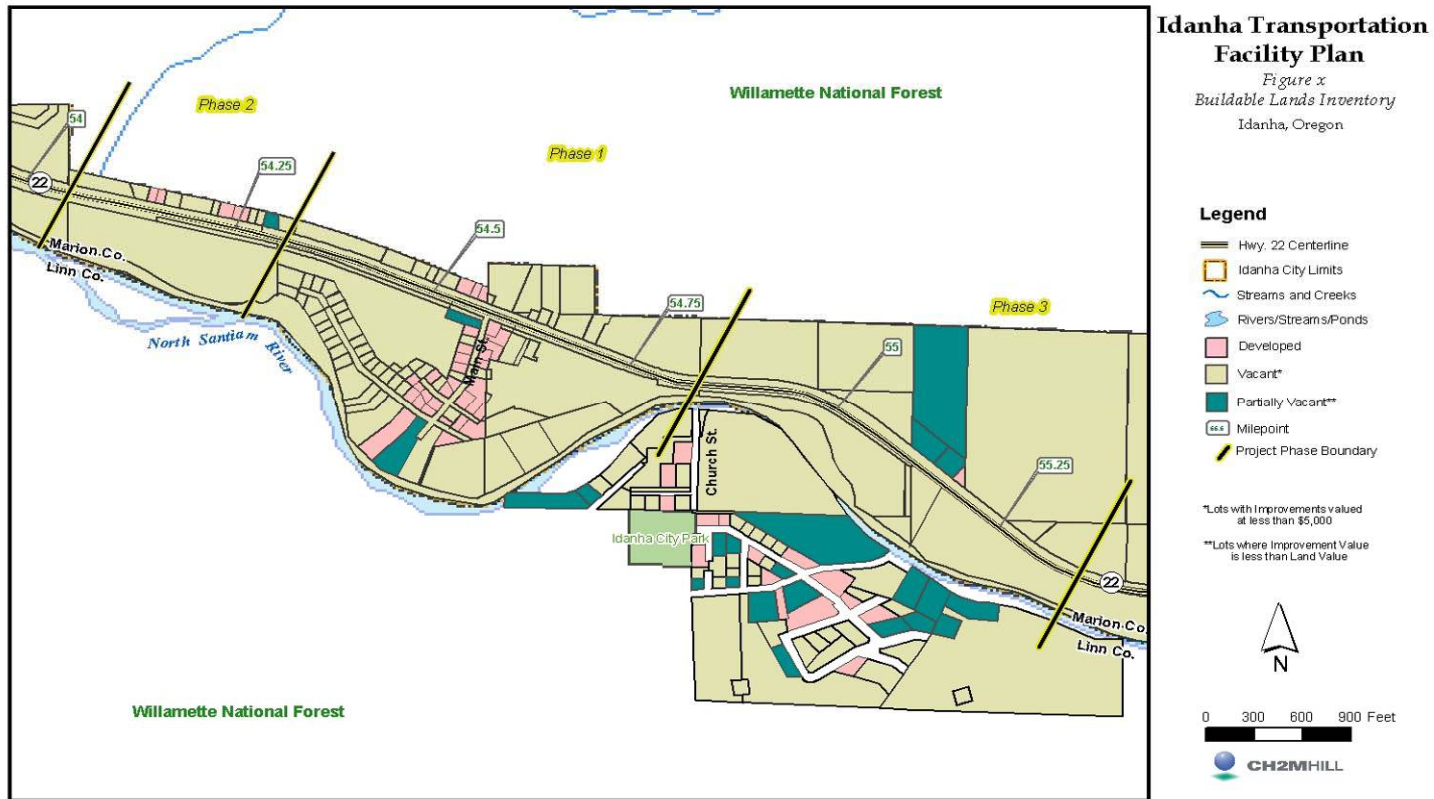 Idanha Transportation
Facility Plan
Figure x
Buildable Lands Inventory
Idanha, Oregon
Willamette National Forest
Phase 2
Phase 1
Phase 3
54
22
54.25
54.5
54.75
55
55.25
22
Marion Co.
Linn Co.
North Santiam River
Main St.
Church St.
Idanha City Park
Marion Co.
Linn Co.
Willamette National Forest
Legend
Hwy. 22 Centerline
Idanha City Limits
Streams and Creeks
Rivers/Streams/Ponds
Developed
Vacant*
Partially Vacant**
Milepoint
Project Phase Boundary
*Lots with Improvements valued
at less than $5,000
**Lots where Improvement Value
is less than Land Value
N
0 300 600 900 Feet
CH2MHILL